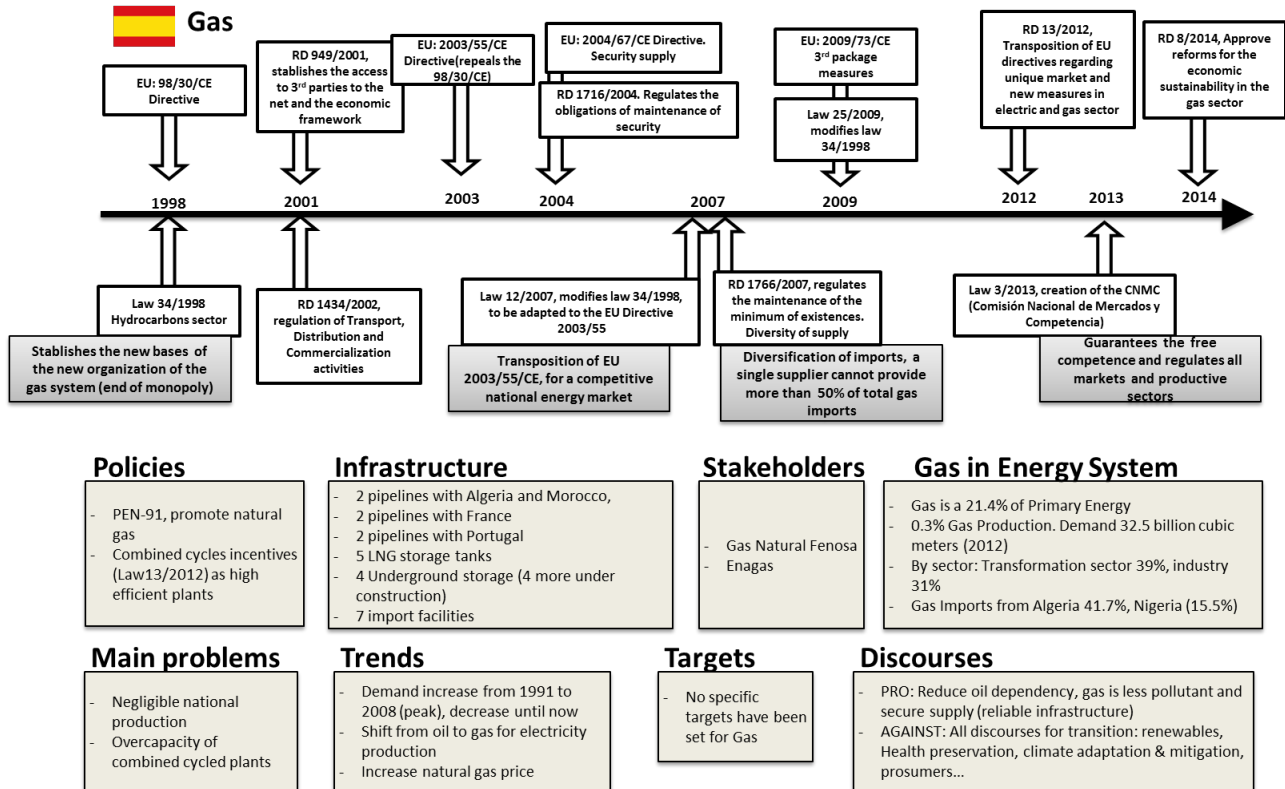 Gas
EU: 98/30/CE
Directive
RD 949/2001,
stablishes the access
to 3rd parties to the
net and the economic
framework
EU: 2003/55/CE
Directive(repeals the
98/30/CE)
EU: 2004/67/CE Directive.
Security supply
RD 1716/2004. Regulates the
obligations of maintenance of
security
EU: 2009/73/CE
3rd package
measures
Law 25/2009,
modifies law
34/1998
RD 13/2012,
Transposition of EU
directives regarding
unique market and
new measures in
electric and gas sector
RD 8/2014, Approve
reforms for the
economic
sustainability in the
gas sector
1998
2001
2003
2004
2007
2009
2012
2013
2014
Law 34/1998
Hydrocarbons sector
Stablishes the new bases of
the new organization of the
gas system (end of monopoly)
RD 1434/2002,
regulation of Transport,
Distribution and
Commercialization
activities
Law 12/2007, modifies law 34/1998,
to be adapted to the EU Directive
2003/55
Transposition of EU
2003/55/CE, for a competitive
national energy market
RD 1766/2007, regulates
the maintenance of the
minimum of existences.
Diversity of supply
Diversification of imports, a
single supplier cannot provide
more than 50% of total gas
imports
Law 3/2013, creation of the CNMC
(Comisión Nacional de Mercados y
Competencia)
Guarantees the free
competence and regulates all
markets and productive
sectors
Policies
- PEN-91, promote natural
gas
- Combined cycles incentives
(Law13/2012) as high
efficient plants
Infrastructure
- 2 pipelines with Algeria and Morocco,
- 2 pipelines with France
- 2 pipelines with Portugal
- 5 LNG storage tanks
- 4 Underground storage (4 more under
construction)
- 7 import facilities
Stakeholders
- Gas Natural Fenosa
- Enagas
Gas in Energy System
- Gas is a 21.4% of Primary Energy
- 0.3% Gas Production. Demand 32.5 billion cubic
meters (2012)
- By sector: Transformation sector 39%, industry
31%
- Gas Imports from Algeria 41.7%, Nigeria (15.5%)
Main problems
- Negligible national
production
- Overcapacity of
combined cycled plants
Trends
- Demand increase from 1991 to
2008 (peak), decrease until now
- Shift from oil to gas for electricity
production
- Increase natural gas price
Targets
- No specific
targets have been
set for Gas
Discourses
- PRO: Reduce oil dependency, gas is less pollutant and
secure supply (reliable infrastructure)
- AGAINST: All discourses for transition: renewables,
Health preservation, climate adaptation & mitigation,
prosumers...